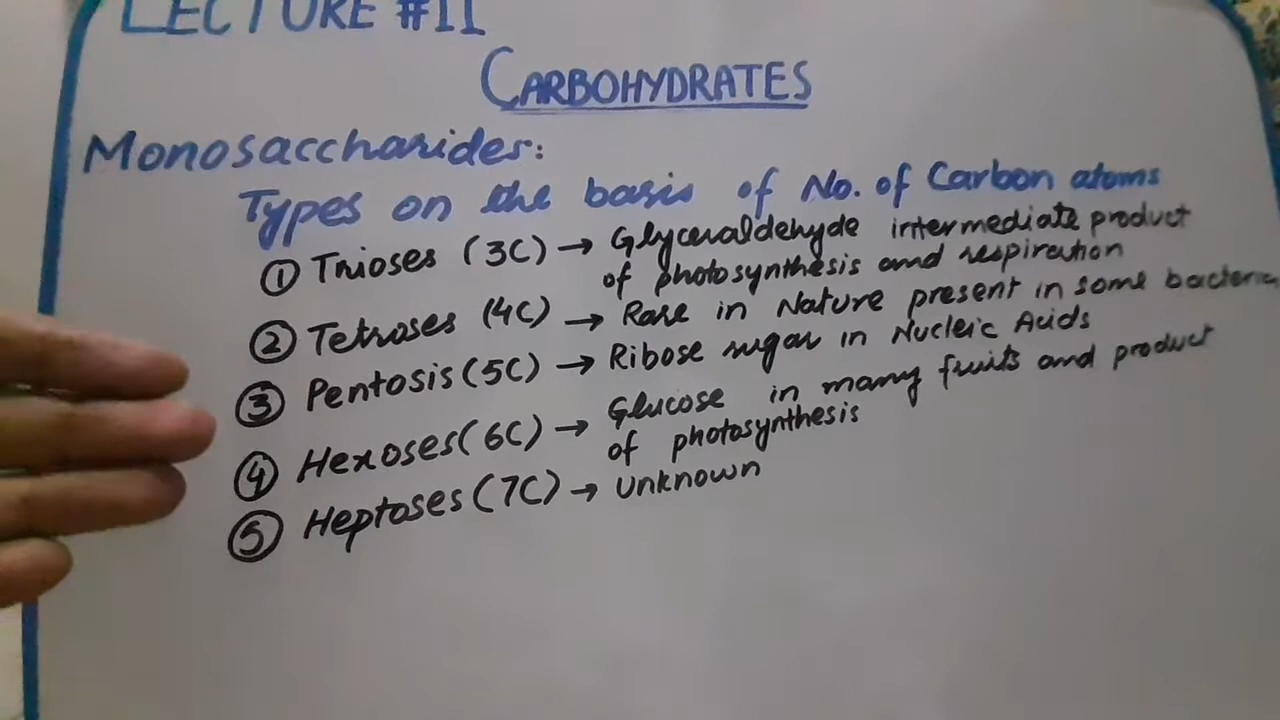 LECTURE #11
CARBOHYDRATES
Monosaccharides:
Types on the basis of No. of Carbon atoms
① Trioses (3C) → Glyceraldehyde intermediate product
of photosynthesis and respiration
② Tetroses (4C) → Rare in Nature present in some bacteria
③ Pentosis (5C) → Ribose sugar in Nucleic Acids
④ Hexoses (6C) → Glucose in many fruits and product
of photosynthesis
⑤ Heptoses (7C) → Unknown